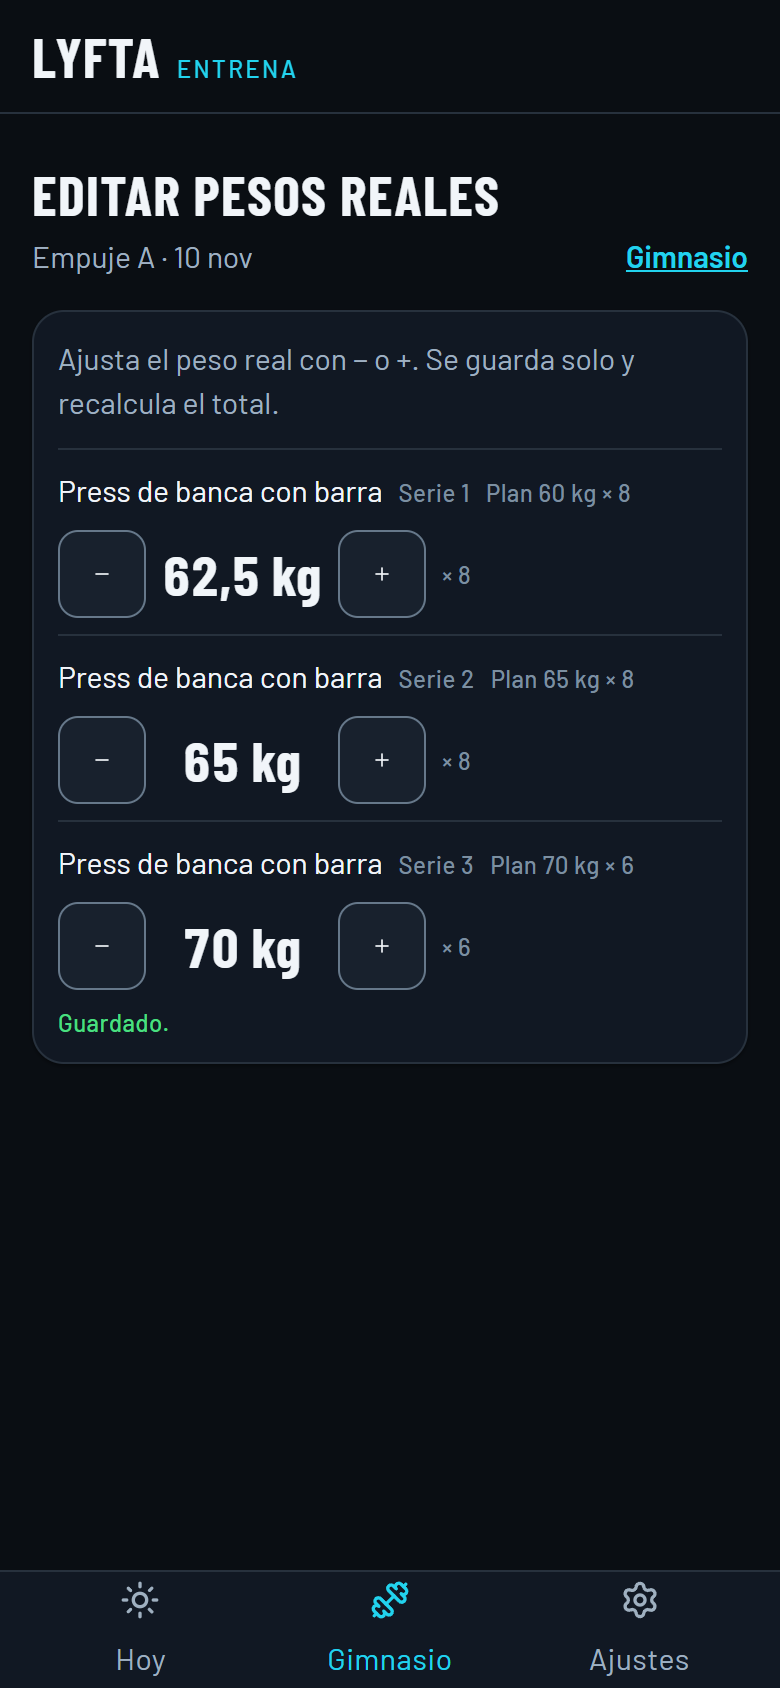 LYFTA ENTRENA
EDITAR PESOS REALES
Empuje A · 10 nov Gimnasio
Ajusta el peso real con − o +. Se guarda solo y
recalcula el total.
Press de banca con barra Serie 1 Plan 60 kg × 8
− 62,5 kg + × 8
Press de banca con barra Serie 2 Plan 65 kg × 8
− 65 kg + × 8
Press de banca con barra Serie 3 Plan 70 kg × 6
− 70 kg + × 6
Guardado.
Hoy Gimnasio Ajustes